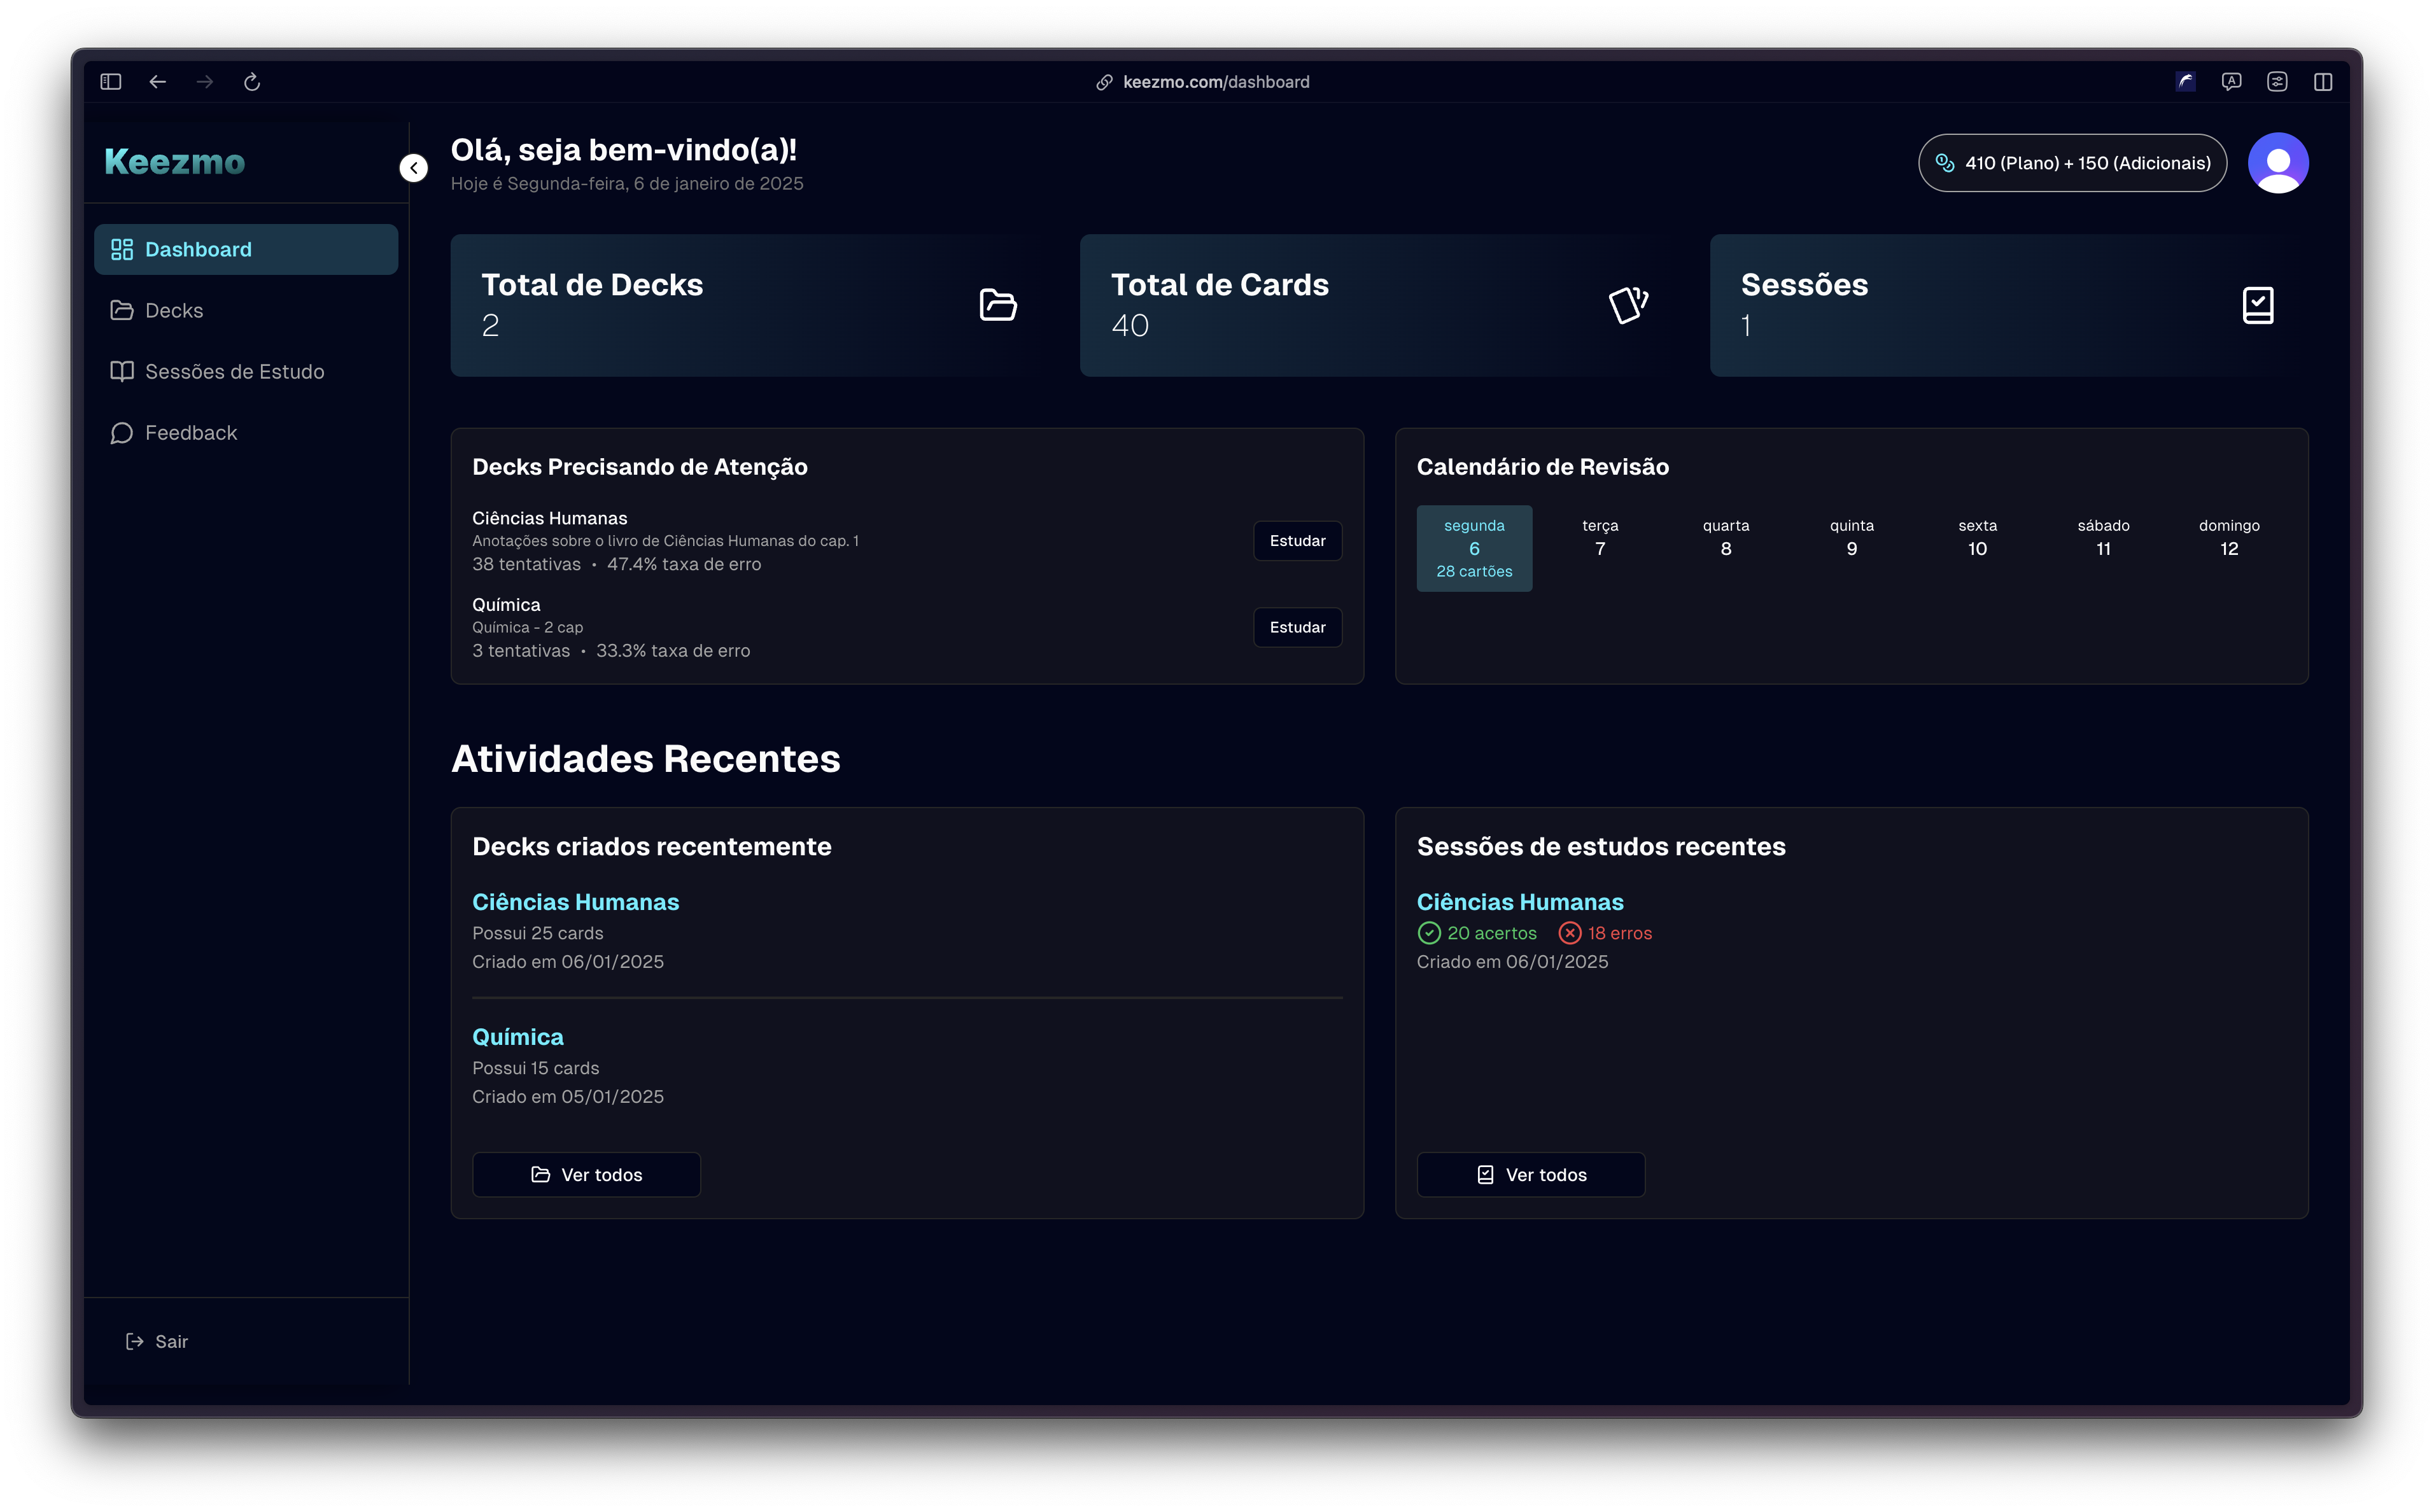 keezmo.com/dashboard
Keezmo
Dashboard
Decks
Sessões de Estudo
Feedback
Sair
Olá, seja bem-vindo(a)!
Hoje é Segunda-feira, 6 de janeiro de 2025
410 (Plano) + 150 (Adicionais)
Total de Decks
2
Total de Cards
40
Sessões
1
Decks Precisando de Atenção
Ciências Humanas
Anotações sobre o livro de Ciências Humanas do cap. 1
38 tentativas • 47.4% taxa de erro
Estudar
Química
Química - 2 cap
3 tentativas • 33.3% taxa de erro
Estudar
Calendário de Revisão
segunda terça quarta quinta sexta sábado domingo
6 7 8 9 10 11 12
28 cartões
Atividades Recentes
Decks criados recentemente
Ciências Humanas
Possui 25 cards
Criado em 06/01/2025
Química
Possui 15 cards
Criado em 05/01/2025
Ver todos
Sessões de estudos recentes
Ciências Humanas
20 acertos 18 erros
Criado em 06/01/2025
Ver todos